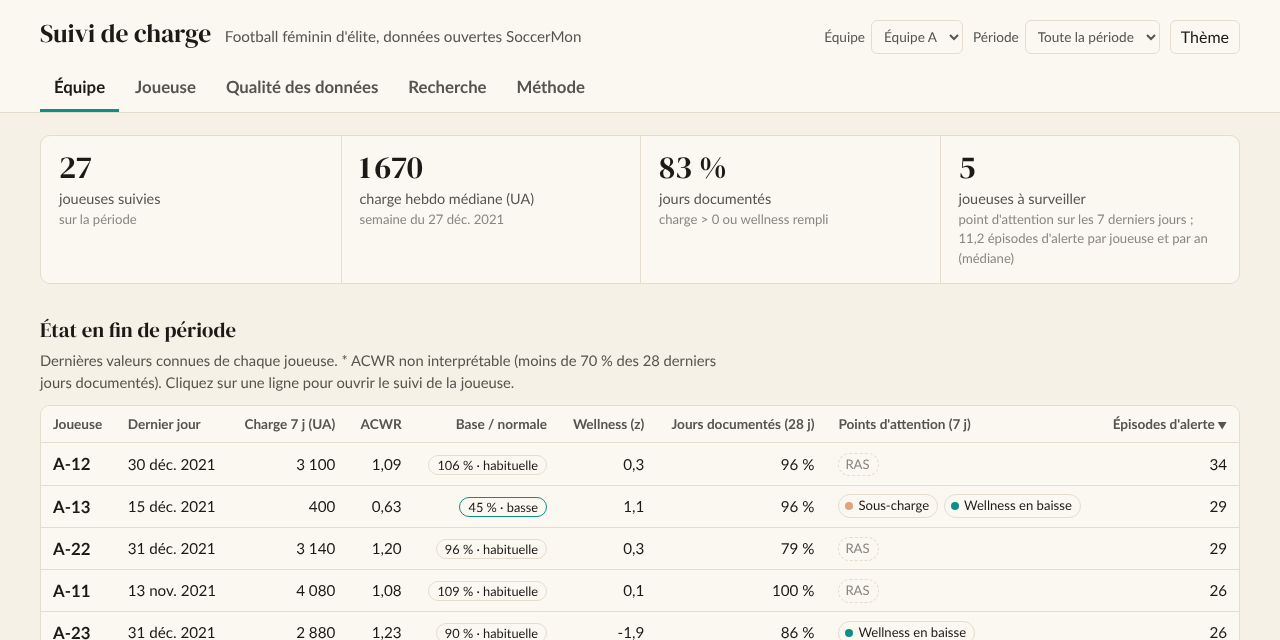 Suivi de charge Football féminin d'élite, données ouvertes SoccerMon Équipe Équipe A Période Toute la période Thème
Équipe Joueuse Qualité des données Recherche Méthode
27 1 670 83 % 5
joueuses suivies charge hebdo médiane (UA) jours documentés joueuses à surveiller
sur la période semaine du 27 déc. 2021 charge > 0 ou wellness rempli point d'attention sur les 7 derniers jours ;
11,2 épisodes d'alerte par joueuse et par an
(médiane)
État en fin de période
Dernières valeurs connues de chaque joueuse. * ACWR non interprétable (moins de 70 % des 28 derniers
jours documentés). Cliquez sur une ligne pour ouvrir le suivi de la joueuse.
Joueuse Dernier jour Charge 7 j (UA) ACWR Base / normale Wellness (z) Jours documentés (28 j) Points d'attention (7 j) Épisodes d'alerte ▼
A-12 30 déc. 2021 3 100 1,09 106 % · habituelle 0,3 96 % RAS 34
A-13 15 déc. 2021 400 0,63 45 % · basse 1,1 96 % Sous-charge Wellness en baisse 29
A-22 31 déc. 2021 3 140 1,20 96 % · habituelle 0,3 79 % RAS 29
A-11 13 nov. 2021 4 080 1,08 109 % · habituelle 0,1 100 % RAS 26
A-23 31 déc. 2021 2 880 1,23 90 % · habituelle -1,9 86 % Wellness en baisse 26